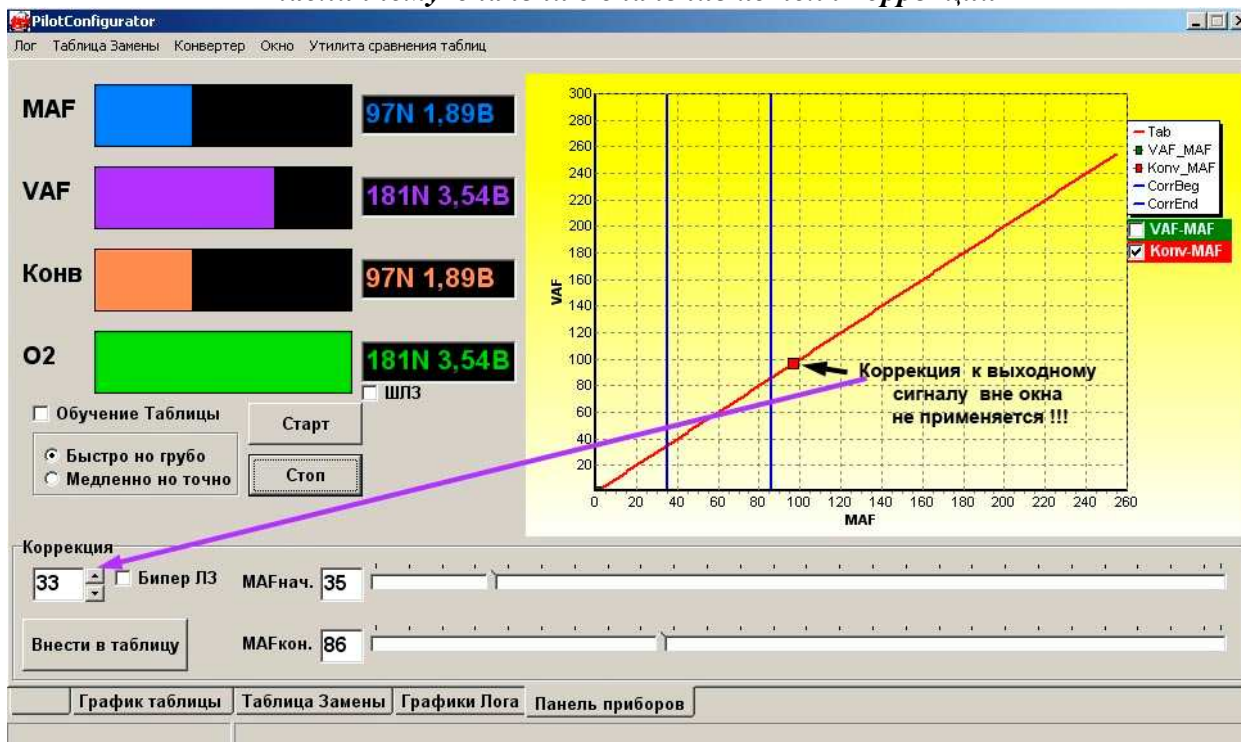 PilotConfigurator
Лог Таблица Замены Конвертер Окно Утилита сравнения таблиц
MAF
97N 1,89В
VAF
181N 3,54В
Конв
97N 1,89В
O2
181N 3,54В
ШЛЗ
Обучение Таблицы
Быстро но грубо
Медленно но точно
Старт
Стоп
300
280
260
240
220
200
180
160
140
120
100
80
60
40
20
VAF
0 20 40 60 80 100 120 140 160 180 200 220 240 260
MAF
Tab
VAF_MAF
Konv_MAF
CorrBeg
CorrEnd
VAF-MAF
Konv-MAF
Коррекция к выходному
сигналу вне окна
не применяется !!!
Коррекция
33
Бипер ЛЗ
MAFнач. 35
Внести в таблицу
MAFкон. 86
График таблицы Таблица Замены Графики Лога Панель приборов